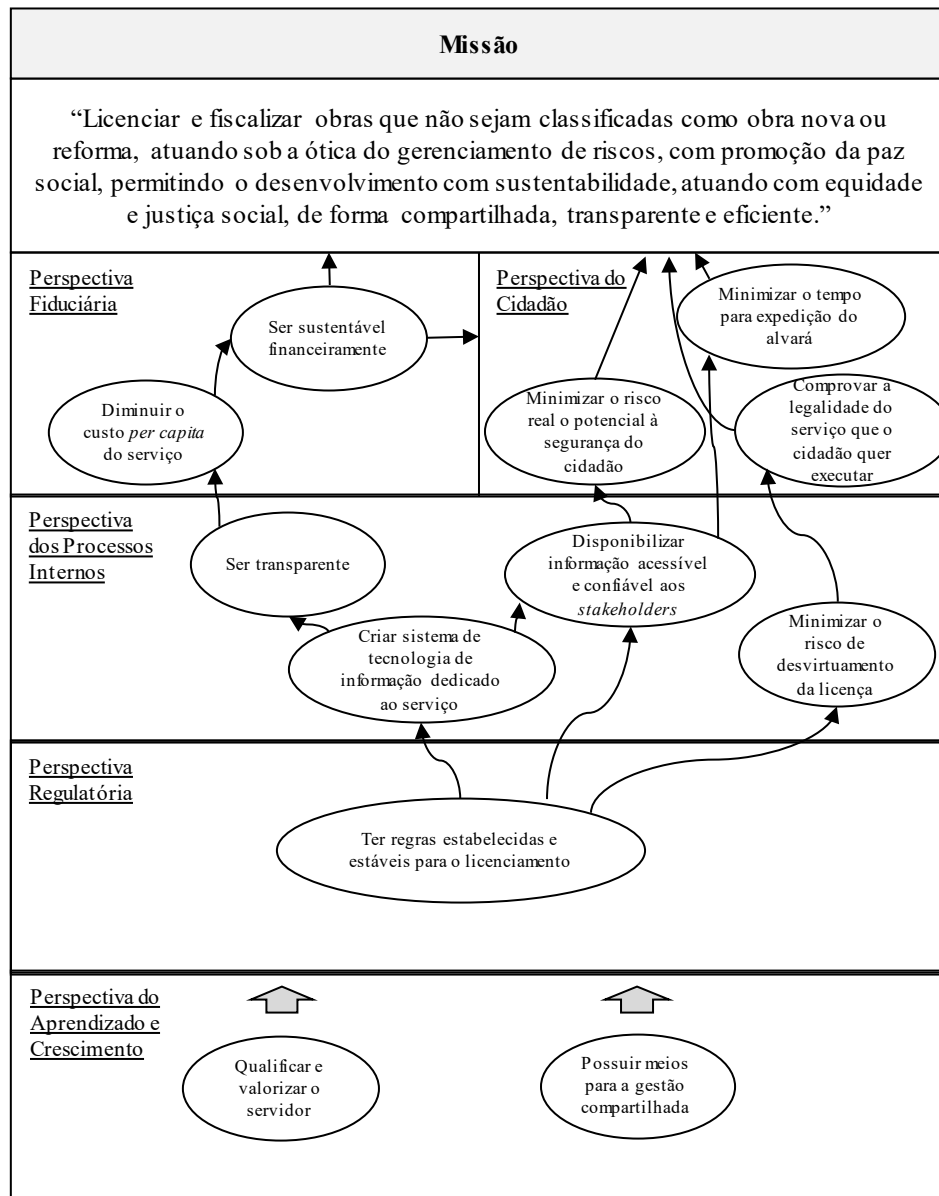 Missão
“Licenciar e fiscalizar obras que não sejam classificadas como obra nova ou
reforma, atuando sob a ótica do gerenciamento de riscos, com promoção da paz
social, permitindo o desenvolvimento com sustentabilidade, atuando com equidade
e justiça social, de forma compartilhada, transparente e eficiente.”
Perspectiva
Fiduciária
Ser sustentável
financeiramente
Diminuir o
custo per capita
do serviço
Perspectiva do
Cidadão
Minimizar o tempo
para expedição do
alvará
Minimizar o risco
real o potencial à
segurança do
cidadão
Comprovar a
legalidade do
serviço que o
cidadão quer
executar
Perspectiva
dos Processos
Internos
Ser transparente
Disponibilizar
informação acessível
e confiável aos
stakeholders
Criar sistema de
tecnologia de
informação dedicado
ao serviço
Minimizar o
risco de
desvirtuamento
da licença
Perspectiva
Regulatória
Ter regras estabelecidas e
estáveis para o licenciamento
Perspectiva do
Aprendizado e
Crescimento
Qualificar e
valorizar o
servidor
Possuir meios
para a gestão
compartilhada